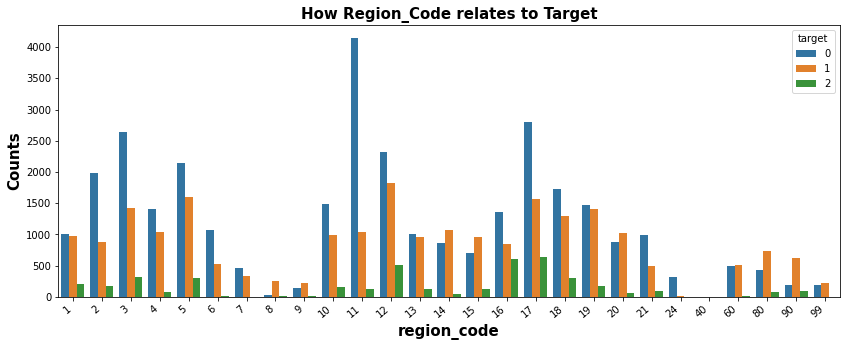 How Region_Code relates to Target
target
0
1
2
4000
3500
3000
2500
2000
1500
1000
500
0
Counts
1 2 3 4 5 6 7 8 9 10 11 12 13 14 15 16 17 18 19 20 21 24 40 60 80 90 99
region_code